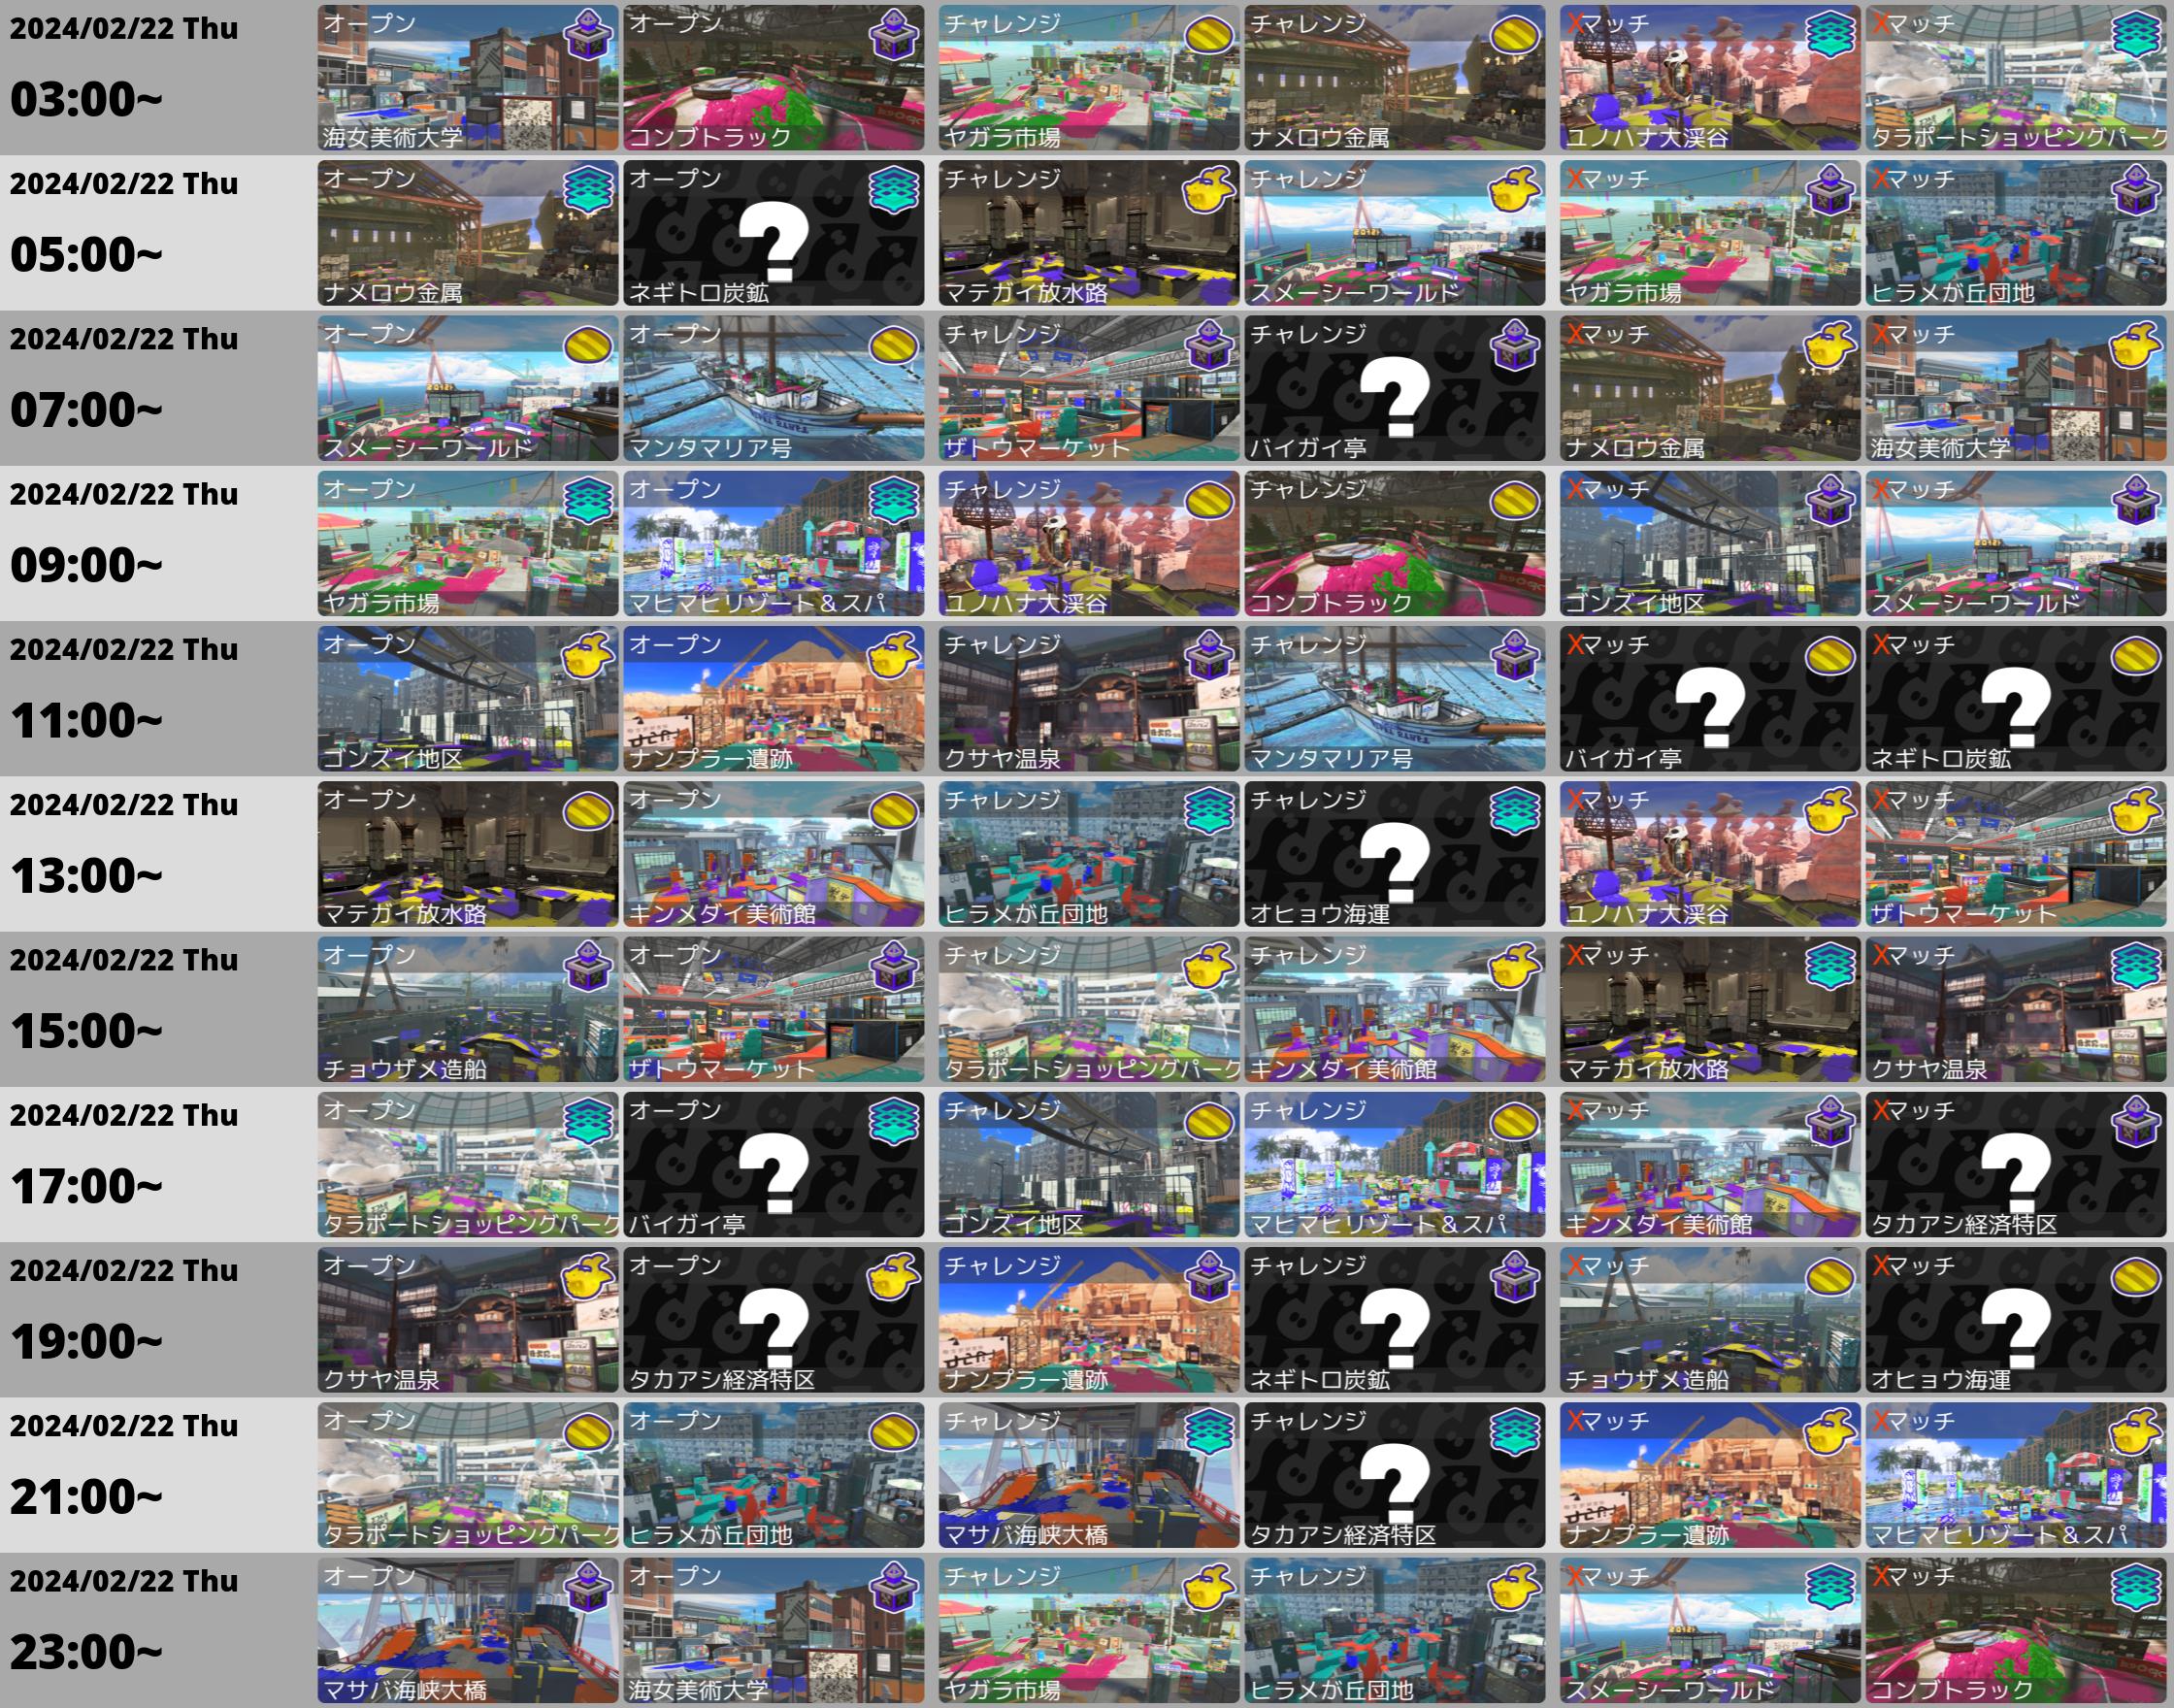 2024/02/22 Thu
03:00~
オープン
海女美術大学
オープン
コンブトラック
チャレンジ
ヤガラ市場
チャレンジ
ナメロウ金属
Xマッチ
ユノハナ大渓谷
Xマッチ
タラポートショッピングパーク
2024/02/22 Thu
05:00~
オープン
ナメロウ金属
オープン
?
ネギトロ炭鉱
チャレンジ
マテガイ放水路
チャレンジ
スメーシーワールド
Xマッチ
ヤガラ市場
Xマッチ
ヒラメが丘団地
2024/02/22 Thu
07:00~
オープン
スメーシーワールド
オープン
マンタマリア号
チャレンジ
ザトウマーケット
チャレンジ
?
バイガイ亭
Xマッチ
ナメロウ金属
Xマッチ
海女美術大学
2024/02/22 Thu
09:00~
オープン
ヤガラ市場
オープン
マヒマヒリゾート&スパ
チャレンジ
ユノハナ大渓谷
チャレンジ
コンブトラック
Xマッチ
ゴンズイ地区
Xマッチ
スメーシーワールド
2024/02/22 Thu
11:00~
オープン
ゴンズイ地区
オープン
ナンプラー遺跡
チャレンジ
クサヤ温泉
チャレンジ
マンタマリア号
Xマッチ
?
バイガイ亭
Xマッチ
?
ネギトロ炭鉱
2024/02/22 Thu
13:00~
オープン
マテガイ放水路
オープン
キンメダイ美術館
チャレンジ
ヒラメが丘団地
チャレンジ
?
オヒョウ海運
Xマッチ
ユノハナ大渓谷
Xマッチ
ザトウマーケット
2024/02/22 Thu
15:00~
オープン
チョウザメ造船
オープン
ザトウマーケット
チャレンジ
タラポートショッピングパーク
チャレンジ
キンメダイ美術館
Xマッチ
マテガイ放水路
Xマッチ
クサヤ温泉
2024/02/22 Thu
17:00~
オープン
タラポートショッピングパーク
オープン
?
バイガイ亭
チャレンジ
ゴンズイ地区
チャレンジ
マヒマヒリゾート&スパ
Xマッチ
キンメダイ美術館
Xマッチ
?
タカアシ経済特区
2024/02/22 Thu
19:00~
オープン
クサヤ温泉
オープン
?
タカアシ経済特区
チャレンジ
ナンプラー遺跡
チャレンジ
?
ネギトロ炭鉱
Xマッチ
チョウザメ造船
Xマッチ
?
オヒョウ海運
2024/02/22 Thu
21:00~
オープン
タラポートショッピングパーク
オープン
ヒラメが丘団地
チャレンジ
マサバ海峡大橋
チャレンジ
?
タカアシ経済特区
Xマッチ
ナンプラー遺跡
Xマッチ
マヒマヒリゾート&スパ
2024/02/22 Thu
23:00~
オープン
マサバ海峡大橋
オープン
海女美術大学
チャレンジ
ヤガラ市場
チャレンジ
ヒラメが丘団地
Xマッチ
スメーシーワールド
Xマッチ
コンブトラック